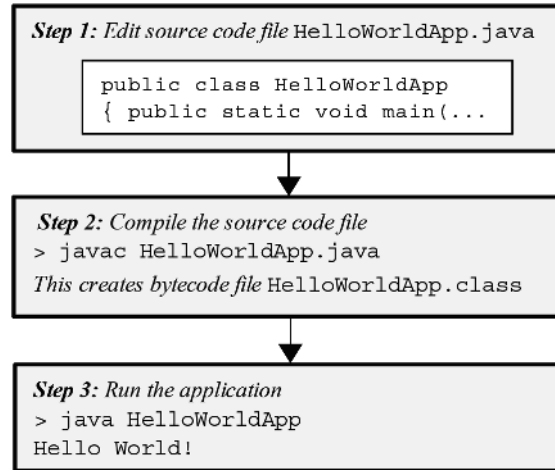 Step 1: Edit source code file HelloWorldApp.java
public class HelloWorldApp
{ public static void main(...
Step 2: Compile the source code file
> javac HelloWorldApp.java
This creates bytecode file HelloWorldApp.class
Step 3: Run the application
> java HelloWorldApp
Hello World!